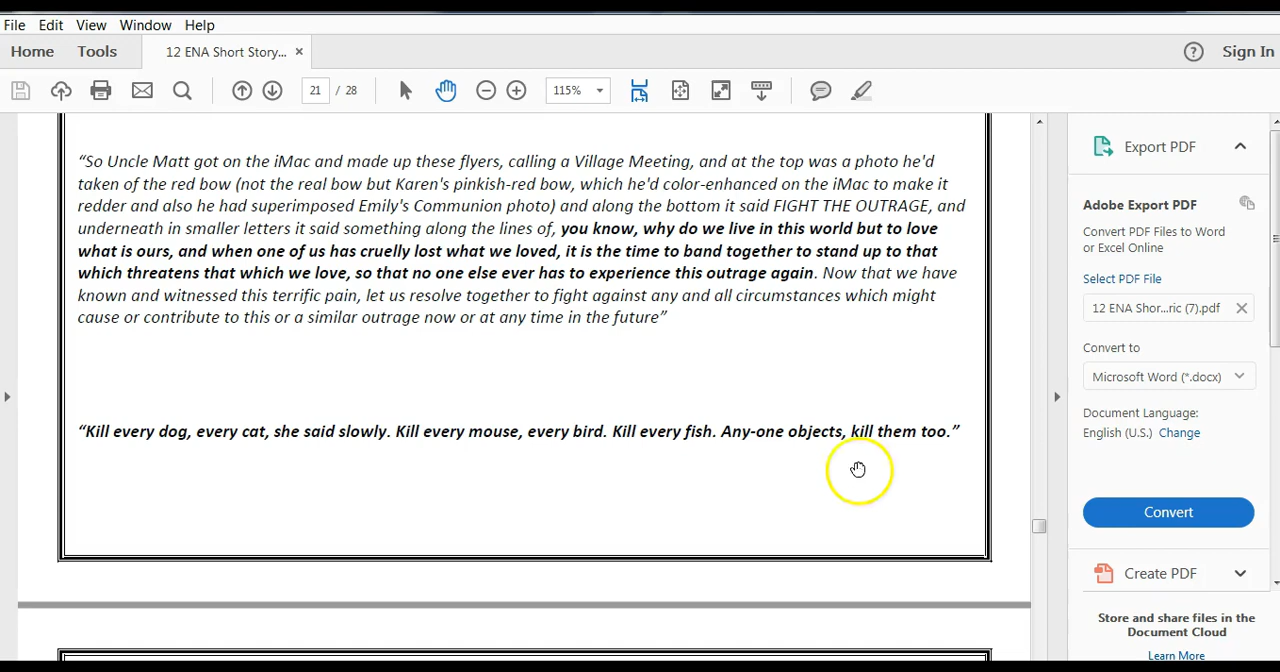 File Edit View Window Help
Home Tools 12 ENA Short Story... × Sign In
21 / 28 115%
“So Uncle Matt got on the iMac and made up these flyers, calling a Village Meeting, and at the top was a photo he'd
taken of the red bow (not the real bow but Karen's pinkish-red bow, which he'd color-enhanced on the iMac to make it
redder and also he had superimposed Emily's Communion photo) and along the bottom it said FIGHT THE OUTRAGE, and
underneath in smaller letters it said something along the lines of, you know, why do we live in this world but to love
what is ours, and when one of us has cruelly lost what we loved, it is the time to band together to stand up to that
which threatens that which we love, so that no one else ever has to experience this outrage again. Now that we have
known and witnessed this terrific pain, let us resolve together to fight against any and all circumstances which might
cause or contribute to this or a similar outrage now or at any time in the future”
“Kill every dog, every cat, she said slowly. Kill every mouse, every bird. Kill every fish. Any-one objects, kill them too.”
Export PDF
Adobe Export PDF
Convert PDF Files to Word
or Excel Online
Select PDF File
12 ENA Shor...ric (7).pdf
Convert to
Microsoft Word (*.docx)
Document Language:
English (U.S.) Change
Convert
Create PDF
Store and share files in the
Document Cloud
Learn More